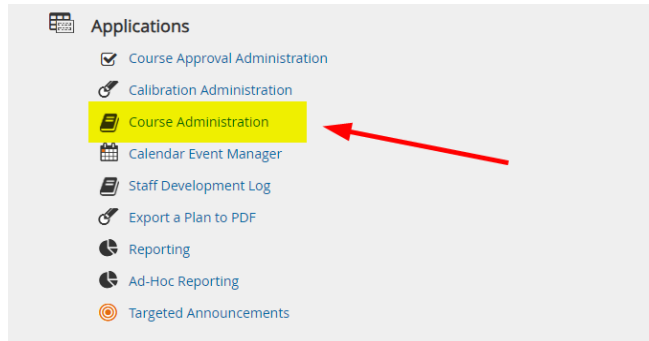 Applications
Course Approval Administration
Calibration Administration
Course Administration
Calendar Event Manager
Staff Development Log
Export a Plan to PDF
Reporting
Ad-Hoc Reporting
Targeted Announcements